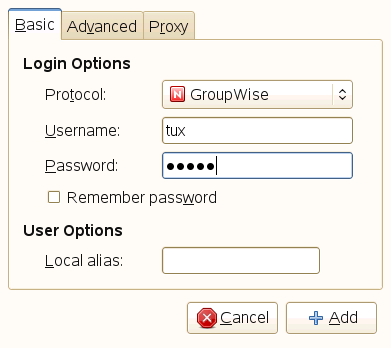 Basic Advanced Proxy
Login Options
Protocol: GroupWise
Username: tux
Password: ●●●●●
Remember password
User Options
Local alias:
Cancel Add